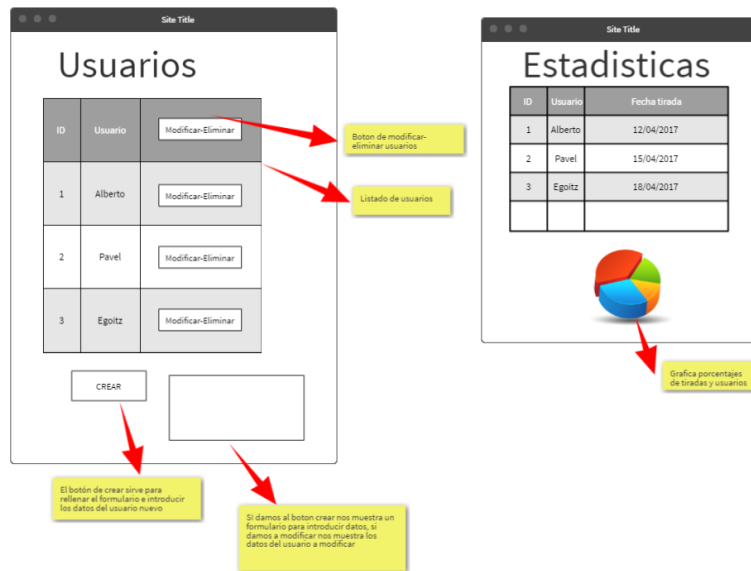 Site Title
Usuarios
ID Usuario Modificar-Eliminar
1 Alberto Modificar-Eliminar
2 Pavel Modificar-Eliminar
3 Egoitz Modificar-Eliminar
CREAR
Boton de modificar-
eliminar usuarios
Listado de usuarios
El botón de crear sirve para
rellenar el formulario e introducir
los datos del usuario nuevo
SI damos al boton crear nos muestra un
formulario para introducir datos, si
damos a modificar nos muestra los
datos del usuario a modificar
Site Title
Estadisticas
ID Usuario Fecha tirada
1 Alberto 12/04/2017
2 Pavel 15/04/2017
3 Egoitz 18/04/2017
Grafica porcentajes
de tiradas y usuarios